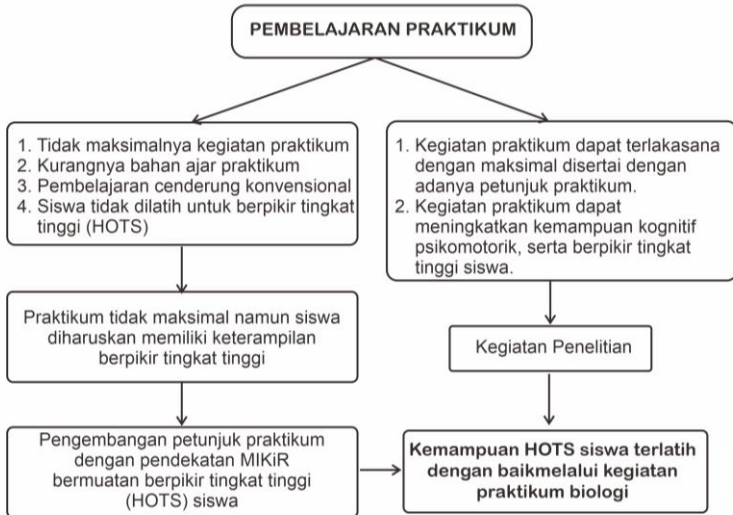 PEMBELAJARAN PRAKTIKUM
1. Tidak maksimalnya kegiatan praktikum
2. Kurangnya bahan ajar praktikum
3. Pembelajaran cenderung konvensional
4. Siswa tidak dilatih untuk berpikir tingkat
tinggi (HOTS)
1. Kegiatan praktikum dapat terlakasana
dengan maksimal disertai dengan
adanya petunjuk praktikum.
2. Kegiatan praktikum dapat
meningkatkan kemampuan kognitif
psikomotorik, serta berpikir tingkat
tinggi siswa.
Praktikum tidak maksimal namun siswa
diharuskan memiliki keterampilan
berpikir tingkat tinggi
Kegiatan Penelitian
Pengembangan petunjuk praktikum
dengan pendekatan MIKiR
bermuatan berpikir tingkat tinggi
(HOTS) siswa
Kemampuan HOTS siswa terlatih
dengan baikmelalui kegiatan
praktikum biologi